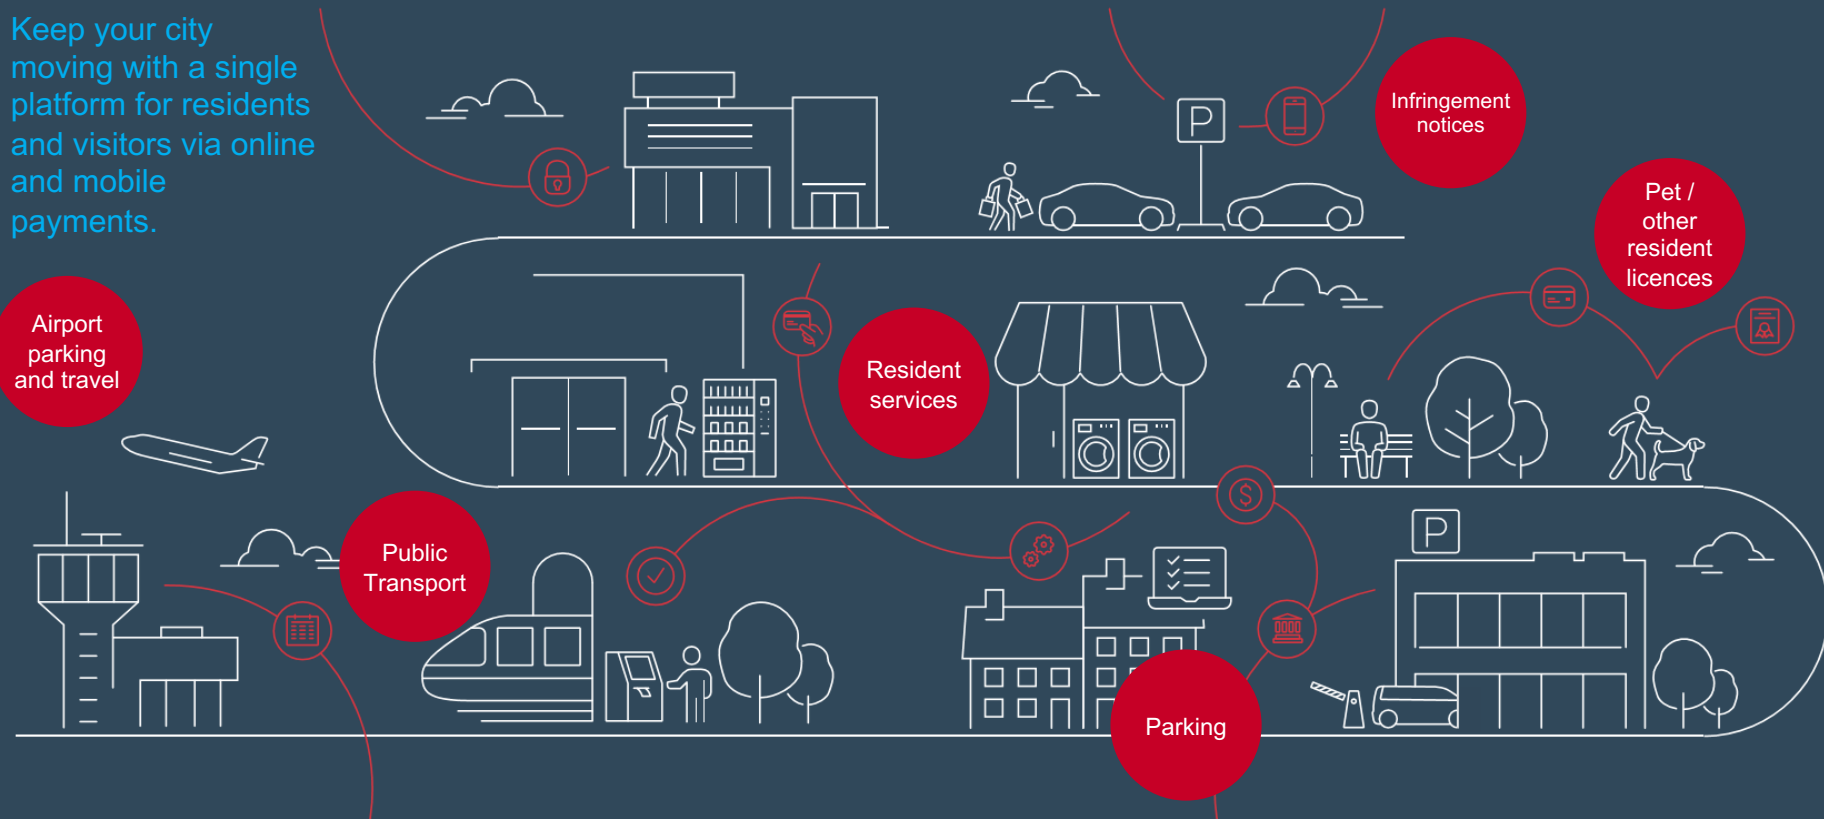 Keep your city
moving with a single
platform for residents
and visitors via online
and mobile
payments.
Infringement
notices
P
Pet /
other
resident
licences
Airport
parking
and travel
Resident
services
$
P
Public
Transport
Parking